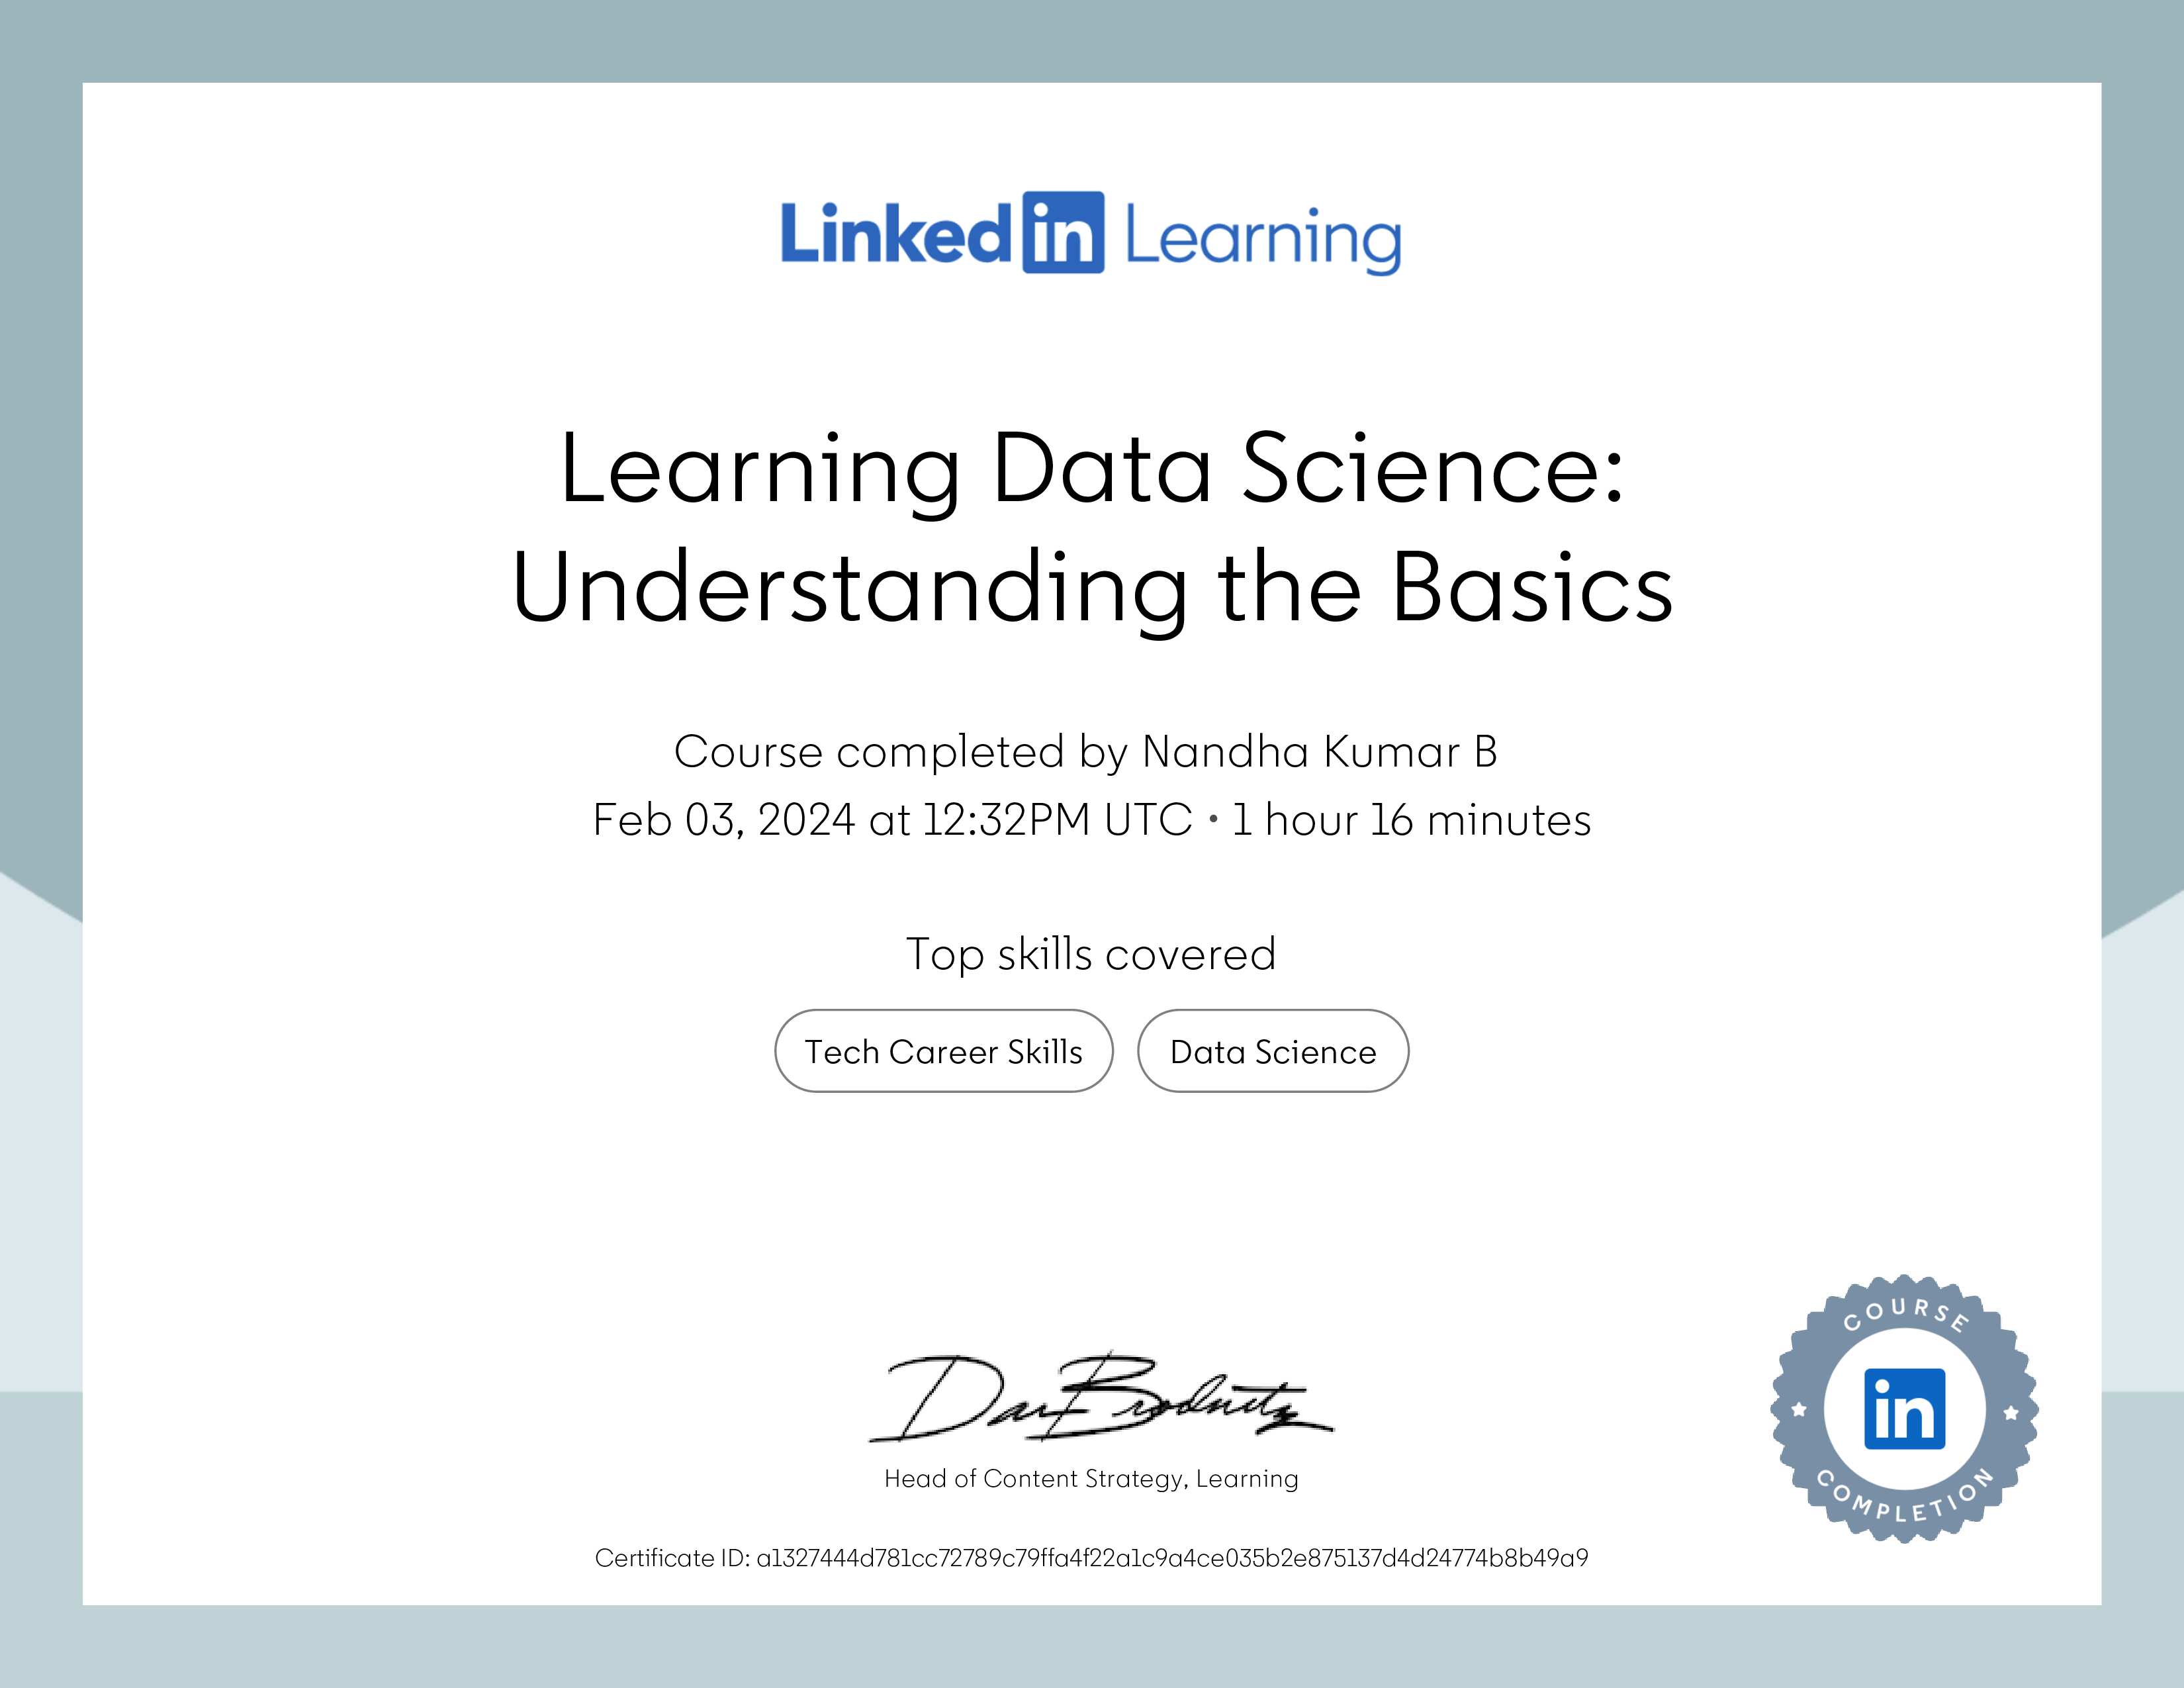 Linked in Learning
Learning Data Science:
Understanding the Basics
Course completed by Nandha Kumar B
Feb 03, 2024 at 12:32PM UTC • 1 hour 16 minutes
Top skills covered
Tech Career Skills
Data Science
Dan Brodnitz
Head of Content Strategy, Learning
Certificate ID: a1327444d781cc72789c79ffa4f22a1c9a4ce035b2e875137d4d24774b8b49a9
COURSE
in
COMPLETION